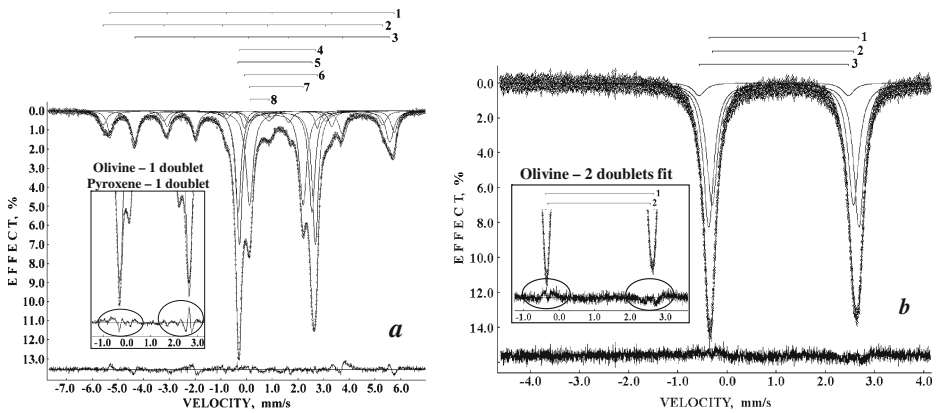 1
2
3
4
5
6
7
8
0.0
1.0
2.0
3.0
4.0
5.0
6.0
7.0
8.0
9.0
10.0
11.0
12.0
13.0
EFFECT, %
Olivine – 1 doublet
Pyroxene – 1 doublet
-1.0 0.0 1.0 2.0 3.0
a
-7.0 -6.0 -5.0 -4.0 -3.0 -2.0 -1.0 0.0 1.0 2.0 3.0 4.0 5.0 6.0
VELOCITY, mm/s
1
2
3
0.0
2.0
4.0
6.0
8.0
10.0
12.0
14.0
EFFECT, %
Olivine – 2 doublets fit
1
2
-1.0 0.0 1.0 2.0 3.0
b
-4.0 -3.0 -2.0 -1.0 0.0 1.0 2.0 3.0 4.0
VELOCITY, mm/s